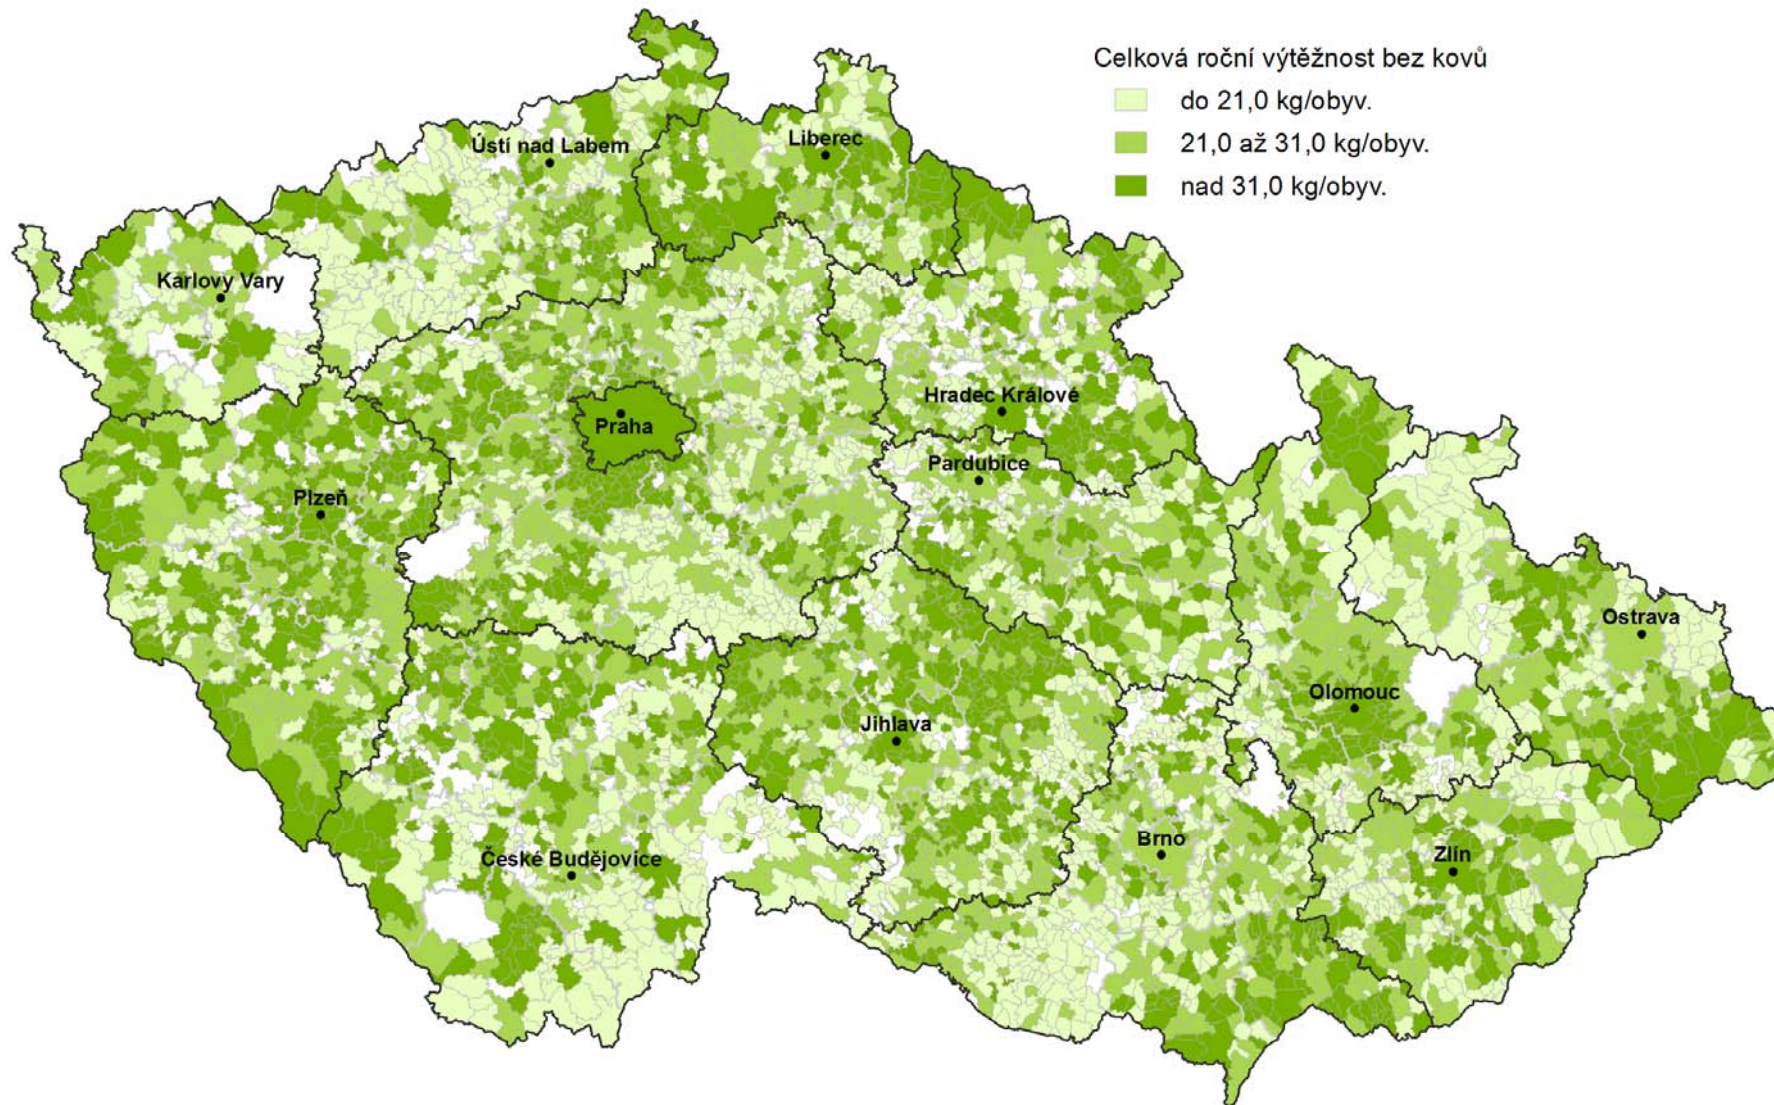 Celková roční výtěžnost bez kovů
do 21,0 kg/obyv.
21,0 až 31,0 kg/obyv.
nad 31,0 kg/obyv.
Ústí nad Labem
Liberec
Karlovy Vary
Hradec Králové
Praha
Pardubice
Plzeň
Ostrava
Olomouc
Jihlava
Brno
Zlín
České Budějovice